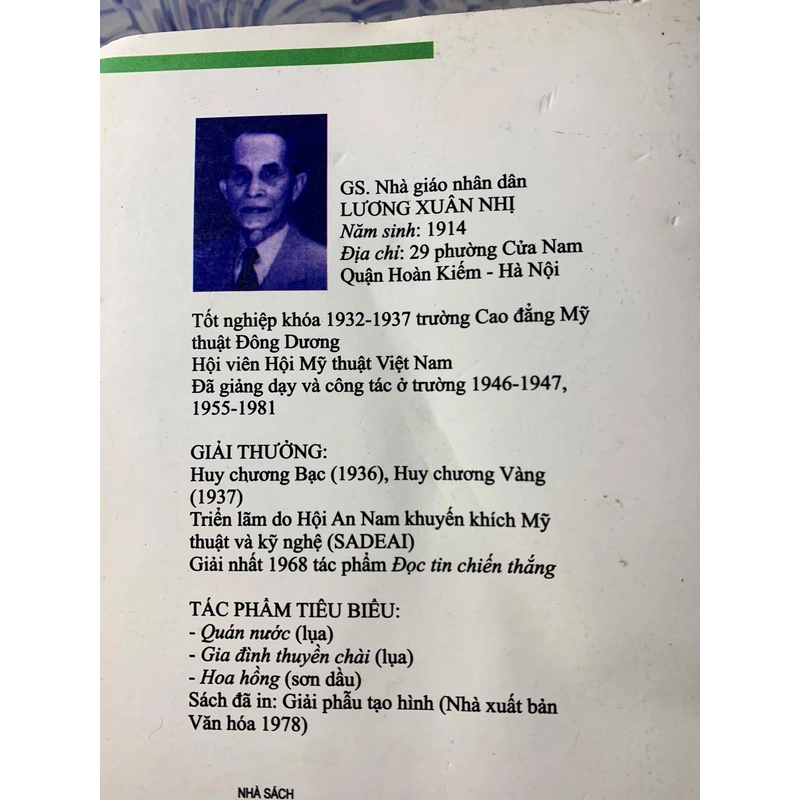 GS. Nhà giáo nhân dân
LƯƠNG XUÂN NHỊ
Năm sinh: 1914
Địa chỉ: 29 phường Cửa Nam
Quận Hoàn Kiếm - Hà Nội
Tốt nghiệp khóa 1932-1937 trường Cao đẳng Mỹ
thuật Đông Dương
Hội viên Hội Mỹ thuật Việt Nam
Đã giảng dạy và công tác ở trường 1946-1947,
1955-1981
GIẢI THƯỞNG:
Huy chương Bạc (1936), Huy chương Vàng
(1937)
Triển lãm do Hội An Nam khuyến khích Mỹ
thuật và kỹ nghệ (SADEAI)
Giải nhất 1968 tác phẩm Đọc tin chiến thắng
TÁC PHẨM TIÊU BIỂU:
- Quán nước (lụa)
- Gia đình thuyền chài (lụa)
- Hoa hồng (sơn dầu)
Sách đã in: Giải phẫu tạo hình (Nhà xuất bản
Văn hóa 1978)
NHÀ SÁCH